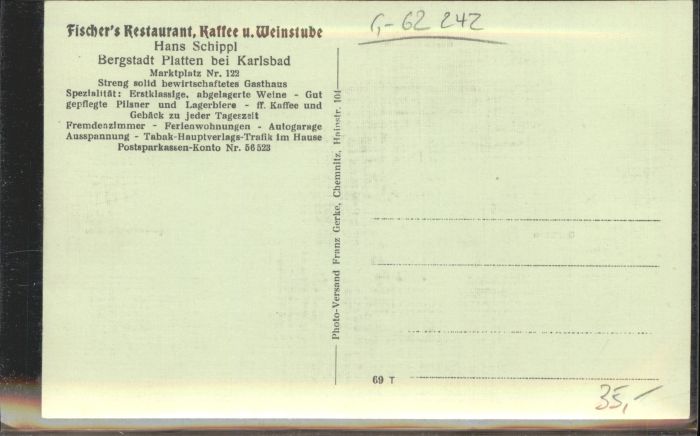 Fischer's Restaurant, Kaffee u. Weinstube
Hans Schippl
Bergstadt Platten bei Karlsbad
Marktplatz Nr. 122
Streng solid bewirtschaftetes Gasthaus
Spezialität: Erstklassige, abgelagerte Weine - Gut
gepflegte Pilsner und Lagerbiere - ff. Kaffee und
Gebäck zu jeder Tageszeit
Fremdenzimmer - Ferienwohnungen - Autogarage
Ausspannung - Tabak-Hauptverlags-Trafik im Hause
Postsparkassen-Konto Nr. 56523
Photo-Versand Franz Gerke, Chemnitz, Hainstr. 101
62 242
69 T
35,-